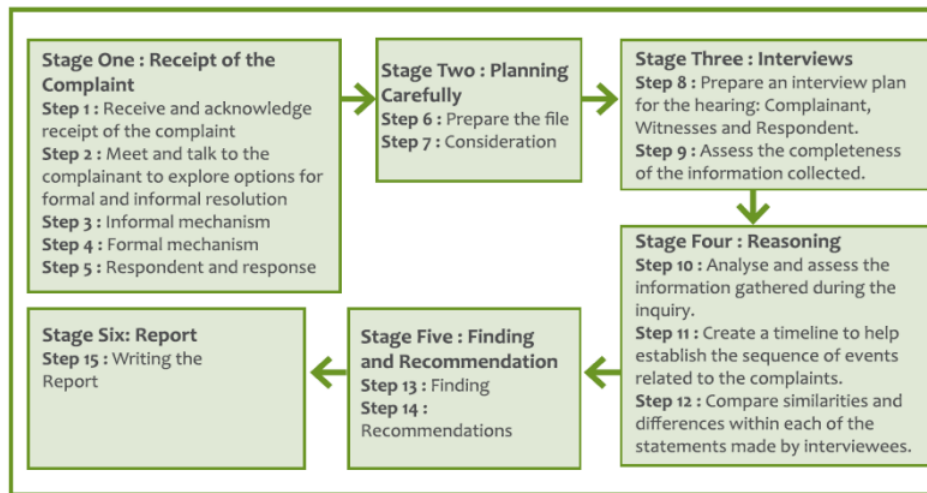 Stage One : Receipt of the
Complaint
Step 1 : Receive and acknowledge
receipt of the complaint
Step 2 : Meet and talk to the
complainant to explore options for
formal and informal resolution
Step 3 : Informal mechanism
Step 4 : Formal mechanism
Step 5 : Respondent and response
Stage Two : Planning
Carefully
Step 6 : Prepare the file
Step 7 : Consideration
Stage Three : Interviews
Step 8 : Prepare an interview plan
for the hearing: Complainant,
Witnesses and Respondent.
Step 9 : Assess the completeness
of the information collected.
Stage Four : Reasoning
Step 10 : Analyse and assess the
information gathered during the
inquiry.
Step 11 : Create a timeline to help
establish the sequence of events
related to the complaints.
Step 12 : Compare similarities and
differences within each of the
statements made by interviewees.
Stage Five : Finding
and Recommendation
Step 13 : Finding
Step 14 :
Recommendations
Stage Six: Report
Step 15 : Writing the
Report